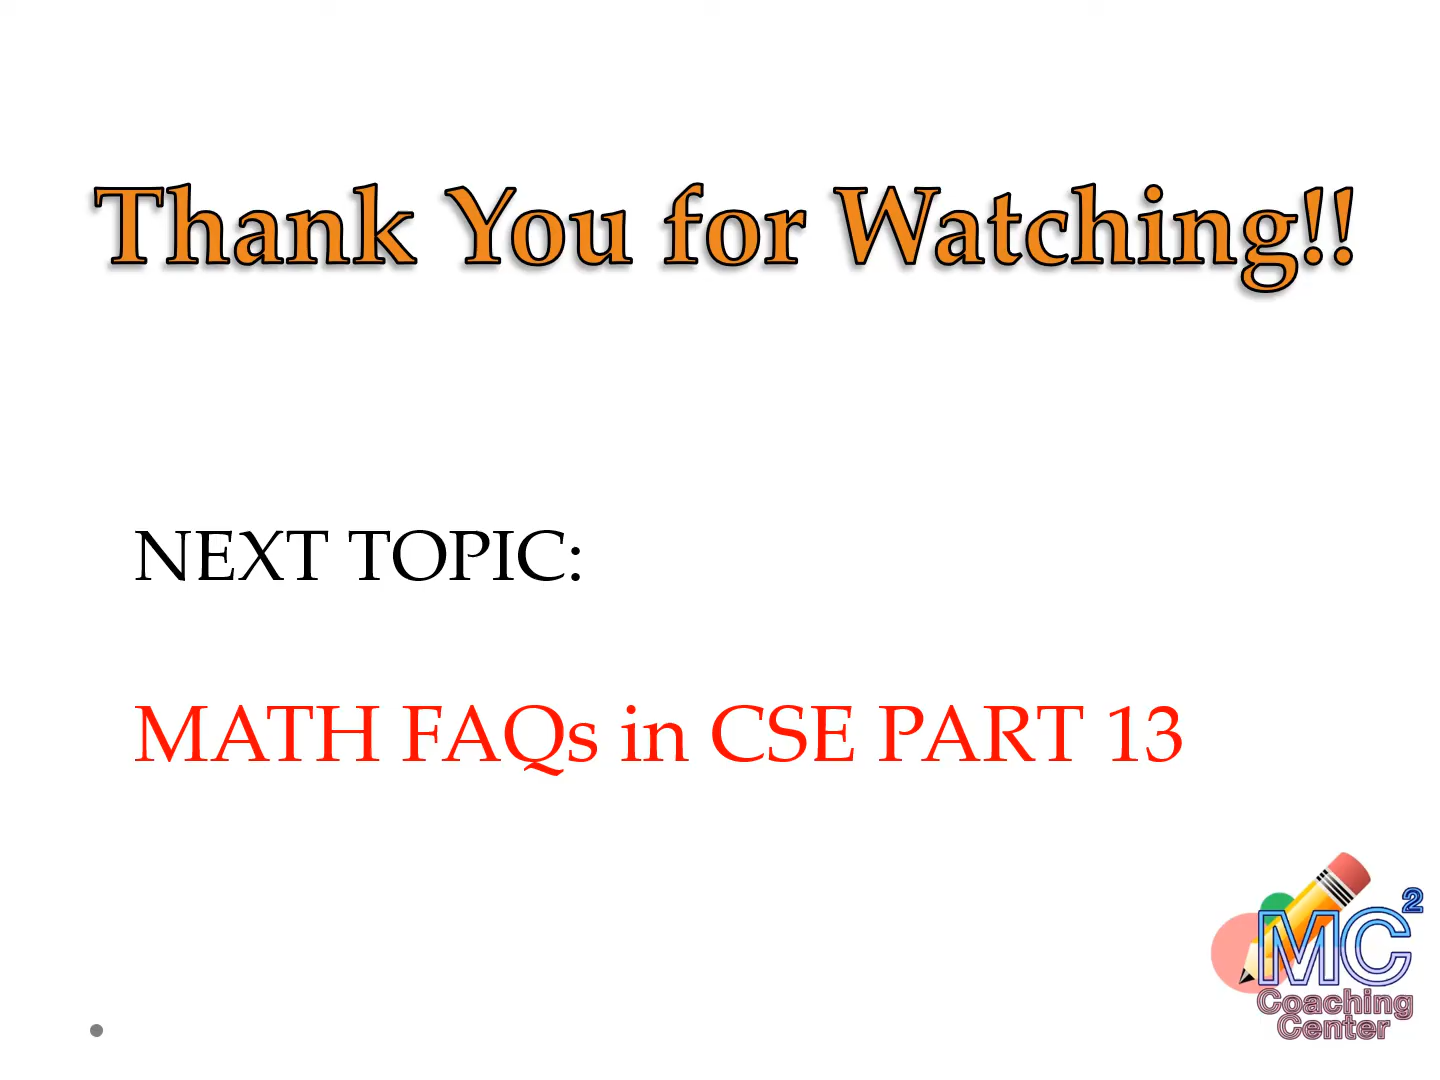 Thank You for Watching!!
NEXT TOPIC:
MATH FAQs in CSE PART 13
MC²
Coaching
Center